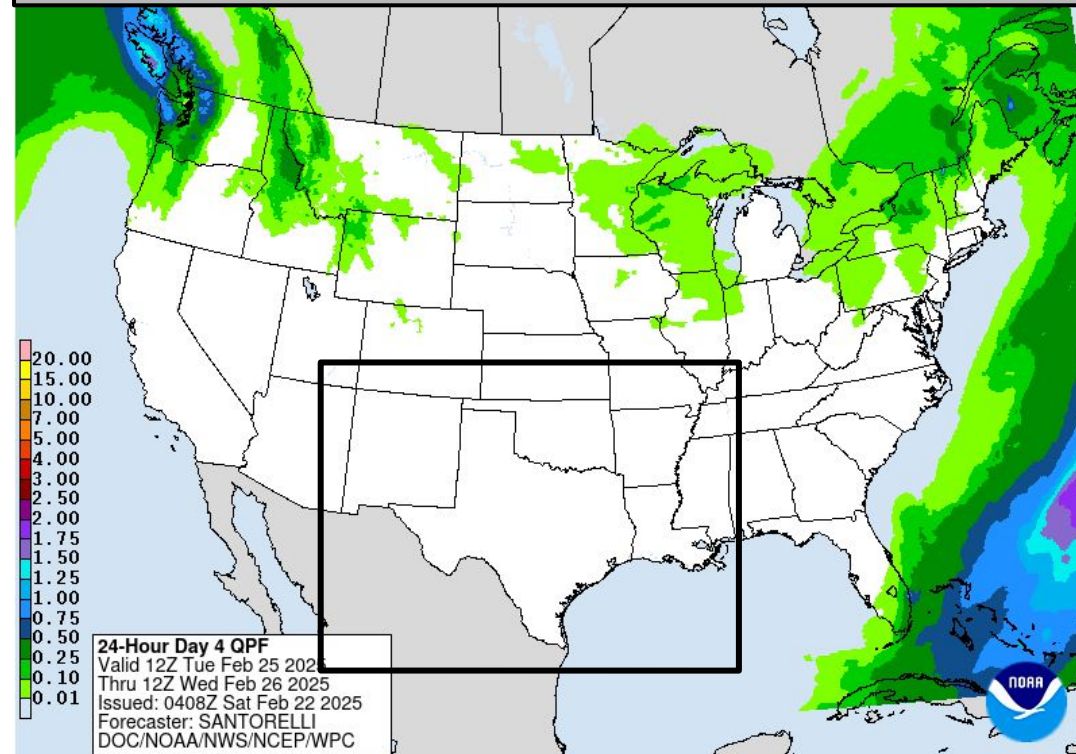 20.00
15.00
10.00
7.00
5.00
4.00
3.00
2.50
2.00
1.75
1.50
1.25
1.00
0.75
0.50
0.25
0.10
0.01
24-Hour Day 4 QPF
Valid 12Z Tue Feb 25 2025
Thru 12Z Wed Feb 26 2025
Issued: 0408Z Sat Feb 22 2025
Forecaster: SANTORELLI
DOC/NOAA/NWS/NCEP/WPC
NOAA